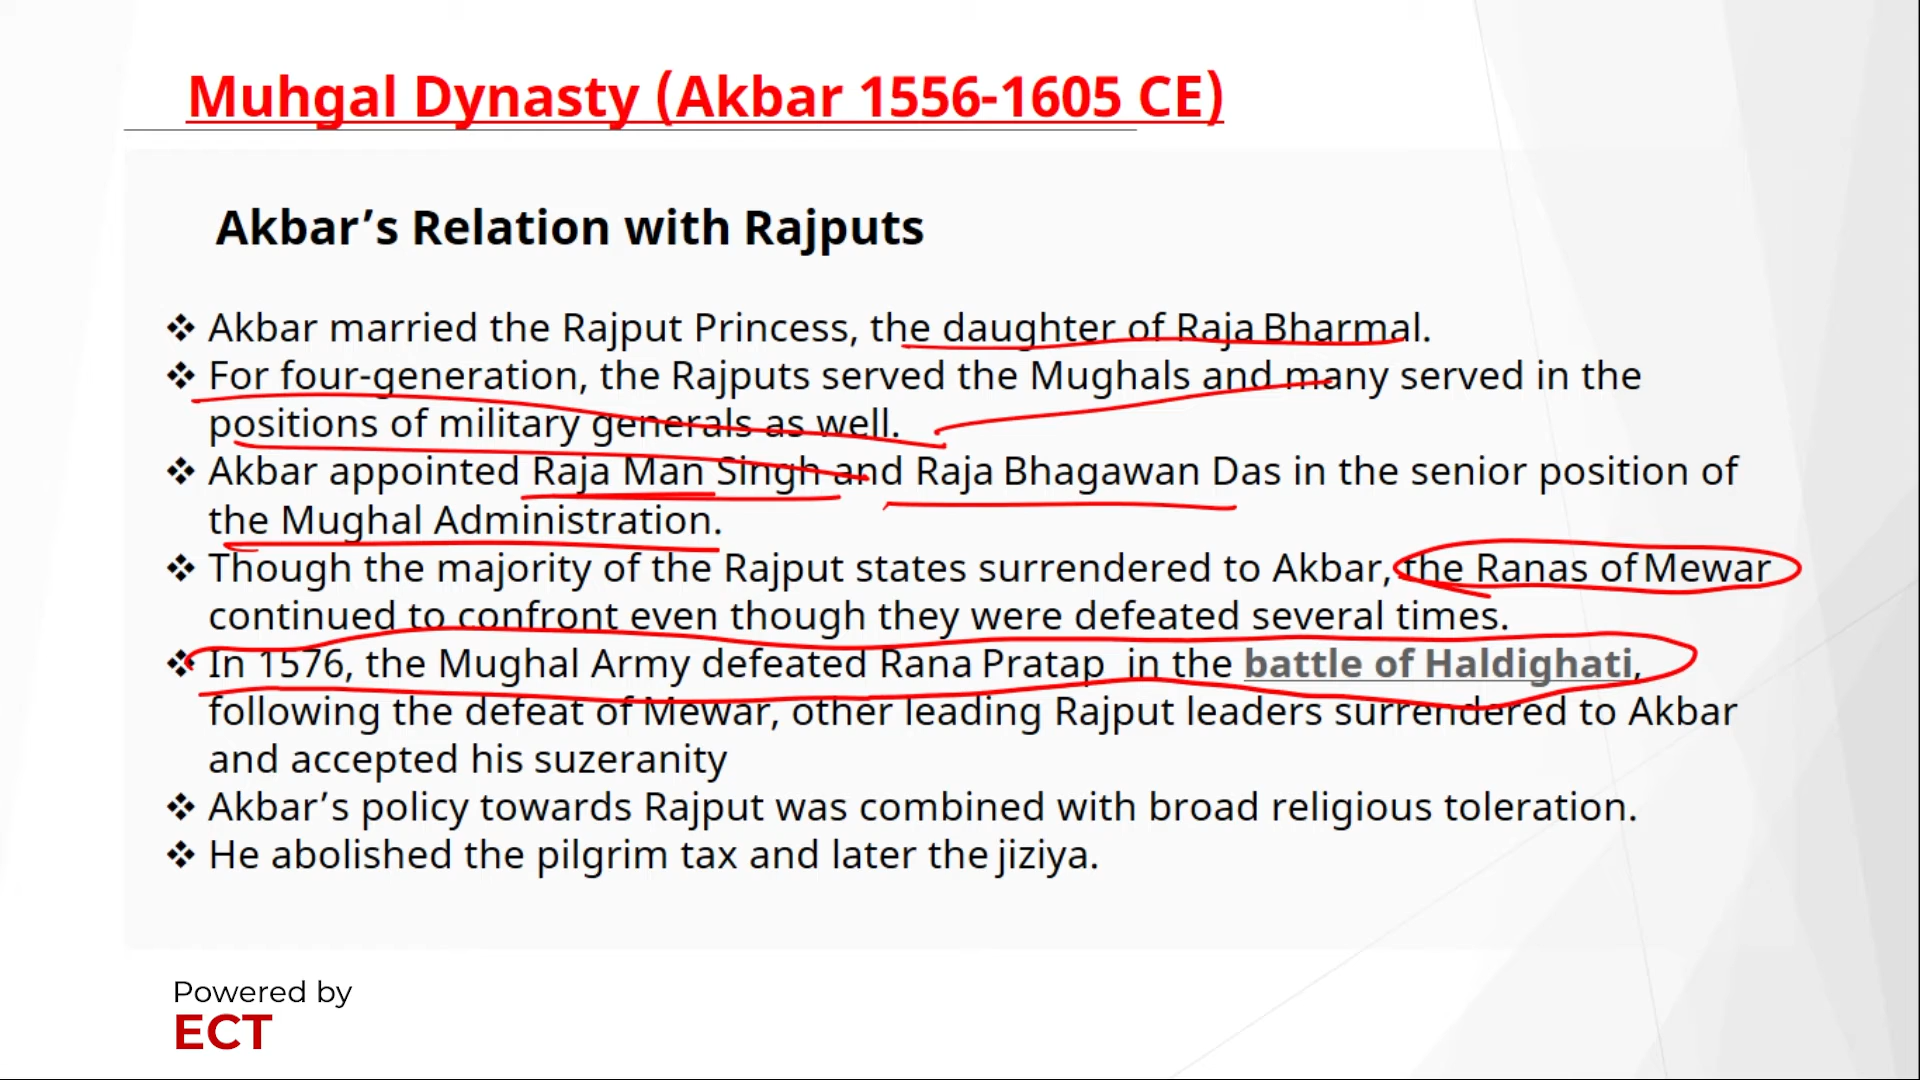 Muhgal Dynasty (Akbar 1556-1605 CE)
Akbar’s Relation with Rajputs
❖ Akbar married the Rajput Princess, the daughter of Raja Bharmal.
❖ For four-generation, the Rajputs served the Mughals and many served in the
positions of military generals as well.
❖ Akbar appointed Raja Man Singh and Raja Bhagawan Das in the senior position of
the Mughal Administration.
❖ Though the majority of the Rajput states surrendered to Akbar, the Ranas of Mewar
continued to confront even though they were defeated several times.
❖ In 1576, the Mughal Army defeated Rana Pratap in the battle of Haldighati,
following the defeat of Mewar, other leading Rajput leaders surrendered to Akbar
and accepted his suzeranity
❖ Akbar’s policy towards Rajput was combined with broad religious toleration.
❖ He abolished the pilgrim tax and later the jiziya.
Powered by
ECT